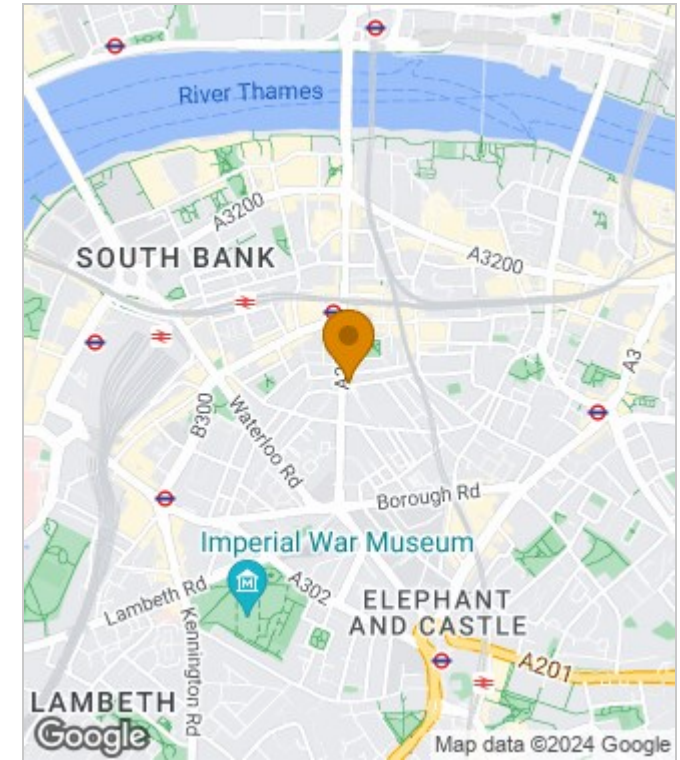 River Thames
A3200
SOUTH BANK
A3200
A3
A2
B300
Waterloo Rd
Borough Rd
Imperial War Museum
M
A302
Lambeth Rd
ELEPHANT
AND CASTLE
Kennington Rd
A201
LAMBETH
Google
Map data ©2024 Google